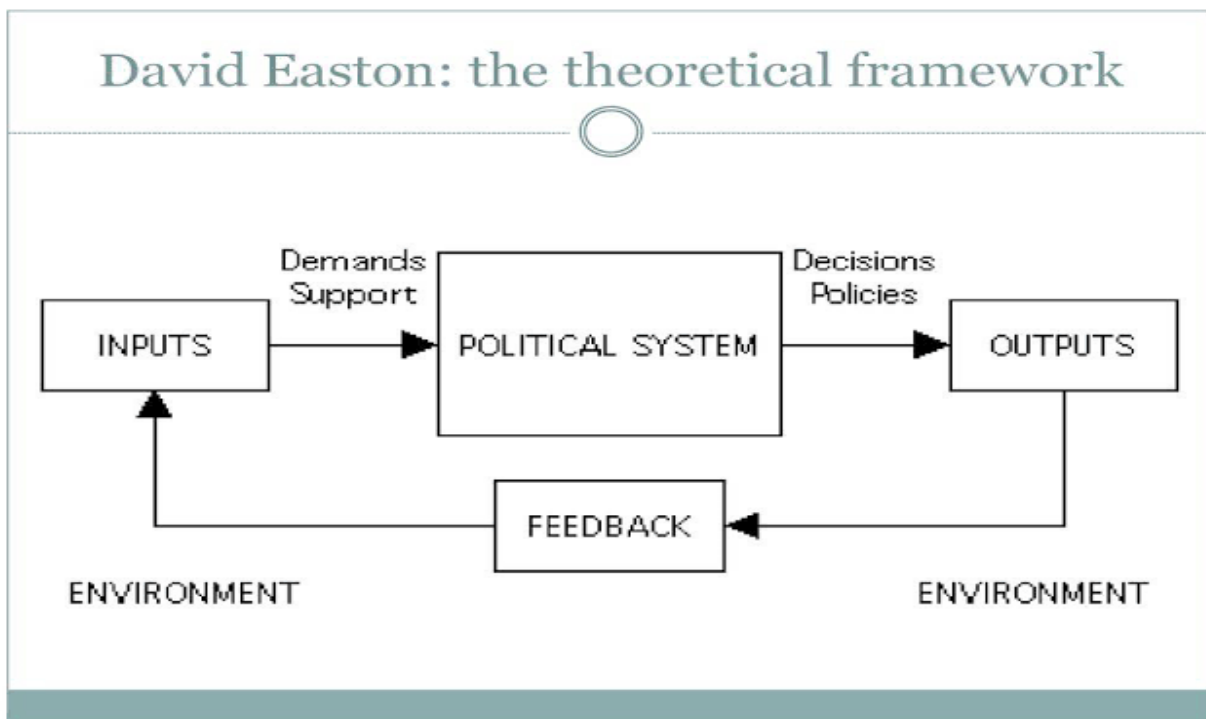 David Easton: the theoretical framework
Demands
Support
Decisions
Policies
INPUTS
POLITICAL SYSTEM
OUTPUTS
FEEDBACK
ENVIRONMENT
ENVIRONMENT